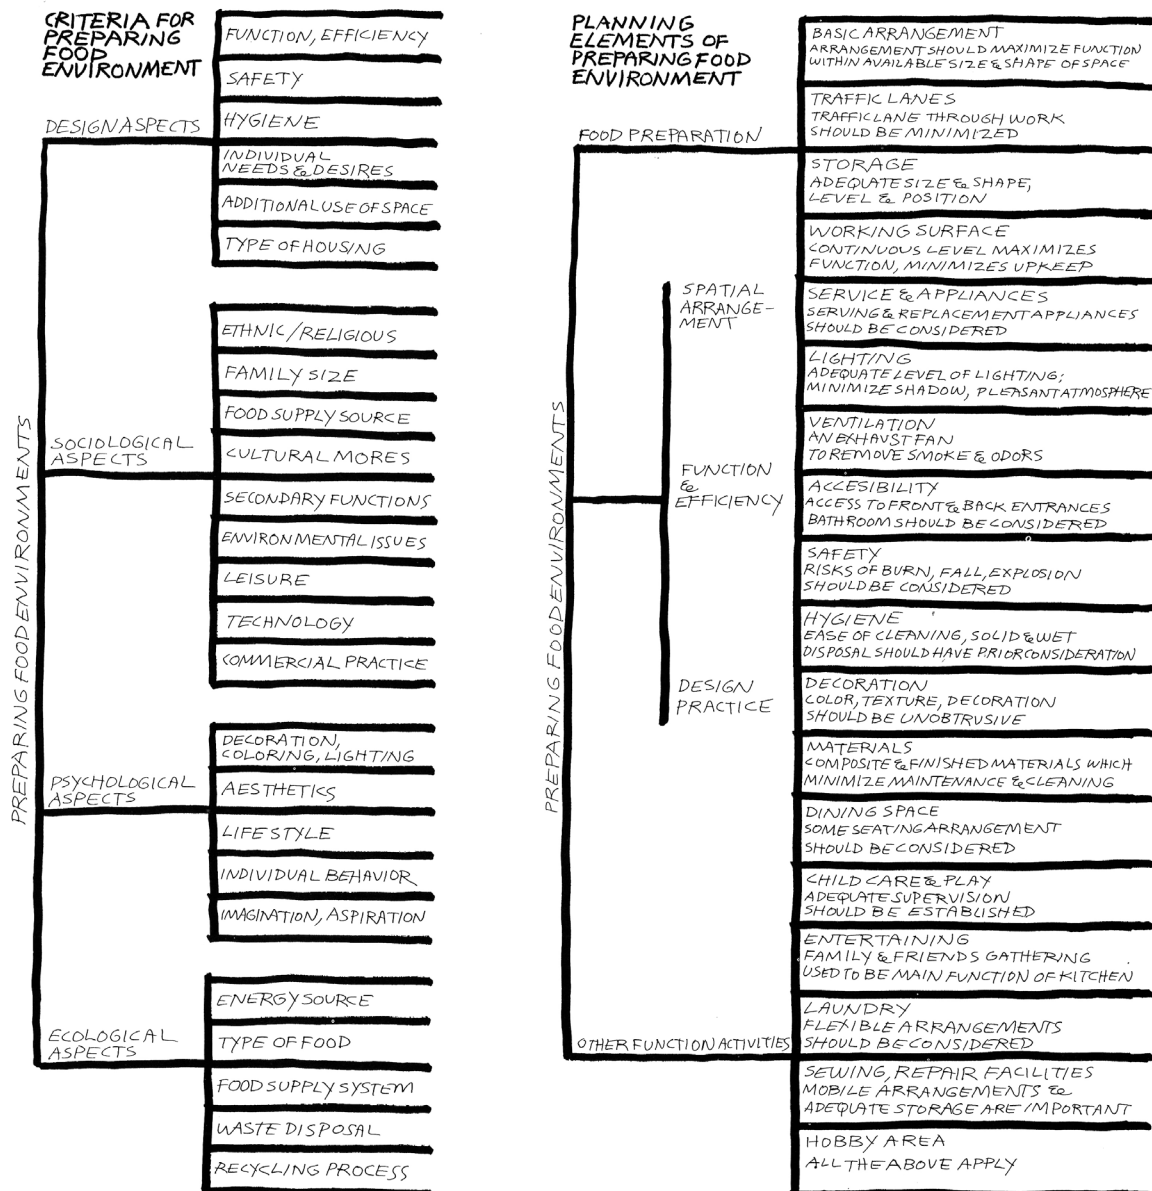 CRITERIA FOR
PREPARING
FOOD
ENVIRONMENT
PREPARING FOOD ENVIRONMENTS
DESIGN ASPECTS
FUNCTION, EFFICIENCY
SAFETY
HYGIENE
INDIVIDUAL
NEEDS & DESIRES
ADDITIONAL USE OF SPACE
TYPE OF HOUSING
SOCIOLOGICAL
ASPECTS
ETHNIC/RELIGIOUS
FAMILY SIZE
FOOD SUPPLY SOURCE
CULTURAL MORES
SECONDARY FUNCTIONS
ENVIRONMENTAL ISSUES
LEISURE
TECHNOLOGY
COMMERCIAL PRACTICE
PSYCHOLOGICAL
ASPECTS
DECORATION,
COLORING, LIGHTING
AESTHETICS
LIFE STYLE
INDIVIDUAL BEHAVIOR
IMAGINATION, ASPIRATION
ECOLOGICAL
ASPECTS
ENERGY SOURCE
TYPE OF FOOD
FOOD SUPPLY SYSTEM
WASTE DISPOSAL
RECYCLING PROCESS
PLANNING
ELEMENTS OF
PREPARING FOOD
ENVIRONMENT
PREPARING FOOD ENVIRONMENTS
FOOD PREPARATION
SPATIAL
ARRANGE-
MENT
FUNCTION
&
EFFICIENCY
DESIGN
PRACTICE
OTHER FUNCTION ACTIVITIES
BASIC ARRANGEMENT
ARRANGEMENT SHOULD MAXIMIZE FUNCTION
WITHIN AVAILABLE SIZE & SHAPE OF SPACE
TRAFFIC LANES
TRAFFIC LANE THROUGH WORK
SHOULD BE MINIMIZED
STORAGE
ADEQUATE SIZE & SHAPE,
LEVEL & POSITION
WORKING SURFACE
CONTINUOUS LEVEL MAXIMIZES
FUNCTION, MINIMIZES UPKEEP
SERVICE & APPLIANCES
SERVING & REPLACEMENT APPLIANCES
SHOULD BE CONSIDERED
LIGHTING
ADEQUATE LEVEL OF LIGHTING;
MINIMIZE SHADOW, PLEASANT ATMOSPHERE
VENTILATION
AN EXHAUST FAN
TO REMOVE SMOKE & ODORS
ACCESIBILITY
ACCESS TO FRONT & BACK ENTRANCES
BATHROOM SHOULD BE CONSIDERED
SAFETY
RISKS OF BURN, FALL, EXPLOSION
SHOULD BE CONSIDERED
HYGIENE
EASE OF CLEANING, SOLID & WET
DISPOSAL SHOULD HAVE PRIOR CONSIDERATION
DECORATION
COLOR, TEXTURE, DECORATION
SHOULD BE UNOBTRUSIVE
MATERIALS
COMPOSITE & FINISHED MATERIALS WHICH
MINIMIZE MAINTENANCE & CLEANING
DINING SPACE
SOME SEATING ARRANGEMENT
SHOULD BE CONSIDERED
CHILD CARE & PLAY
ADEQUATE SUPERVISION
SHOULD BE ESTABLISHED
ENTERTAINING
FAMILY & FRIENDS GATHERING
USED TO BE MAIN FUNCTION OF KITCHEN
LAUNDRY
FLEXIBLE ARRANGEMENTS
SHOULD BE CONSIDERED
SEWING, REPAIR FACILITIES
MOBILE ARRANGEMENTS &
ADEQUATE STORAGE ARE IMPORTANT
HOBBY AREA
ALL THE ABOVE APPLY